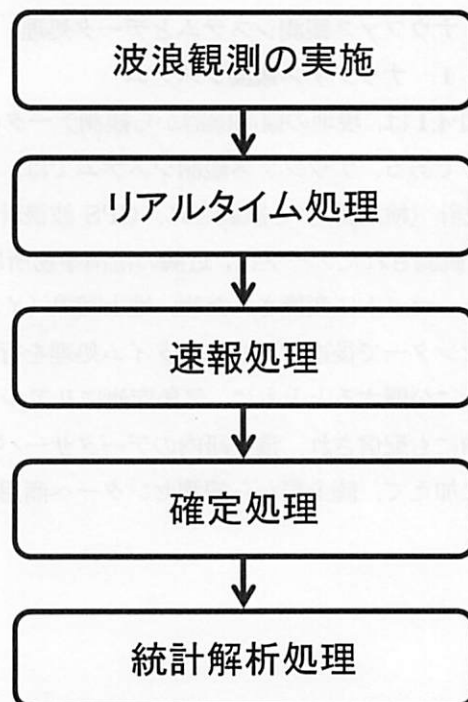 波浪観測の実施
リアルタイム処理
速報処理
確定処理
統計解析処理